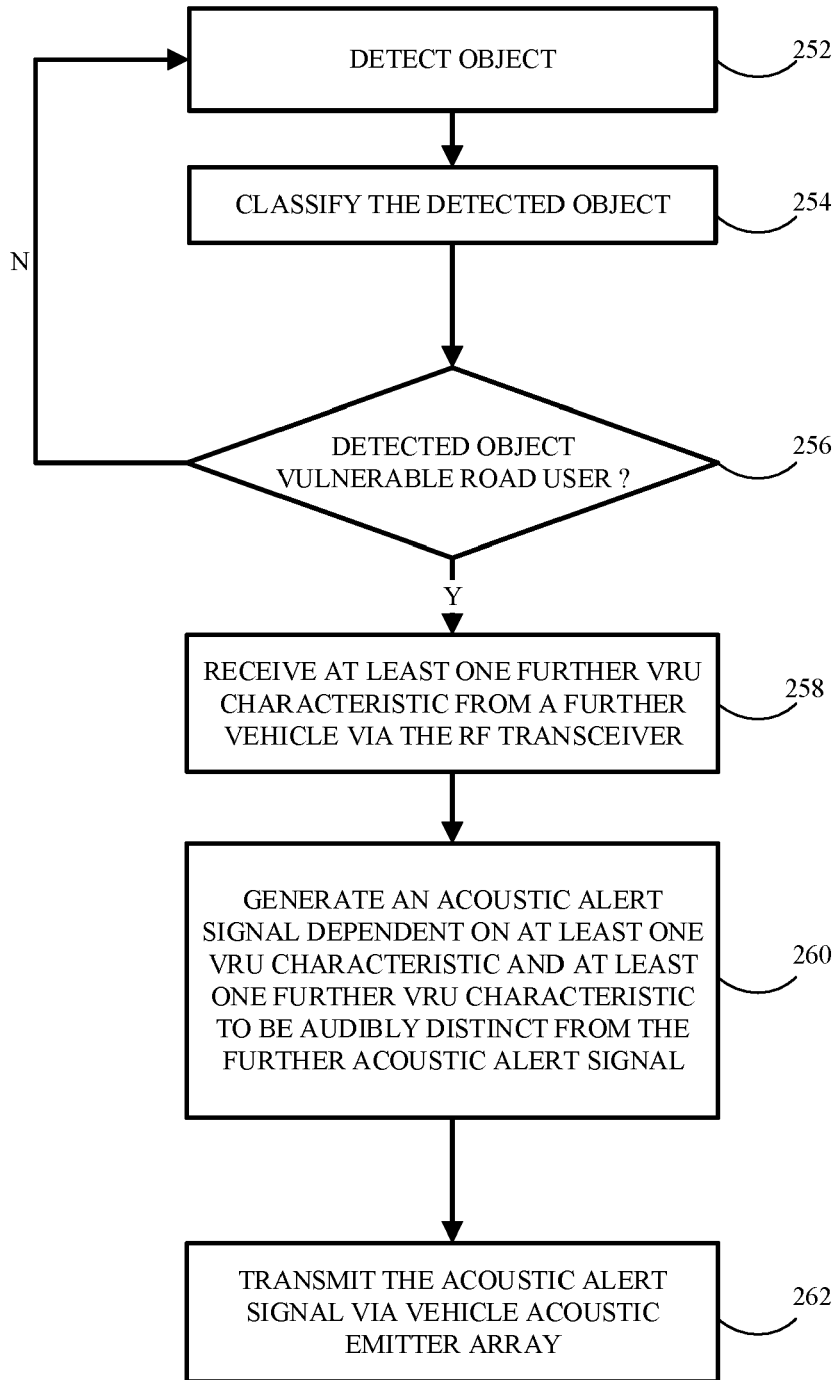 DETECT OBJECT
252
CLASSIFY THE DETECTED OBJECT
254
N
DETECTED OBJECT
VULNERABLE ROAD USER ?
256
Y
RECEIVE AT LEAST ONE FURTHER VRU
CHARACTERISTIC FROM A FURTHER
VEHICLE VIA THE RF TRANSCEIVER
258
GENERATE AN ACOUSTIC ALERT
SIGNAL DEPENDENT ON AT LEAST ONE
VRU CHARACTERISTIC AND AT LEAST
ONE FURTHER VRU CHARACTERISTIC
TO BE AUDIBLY DISTINCT FROM THE
FURTHER ACOUSTIC ALERT SIGNAL
260
TRANSMIT THE ACOUSTIC ALERT
SIGNAL VIA VEHICLE ACOUSTIC
EMITTER ARRAY
262